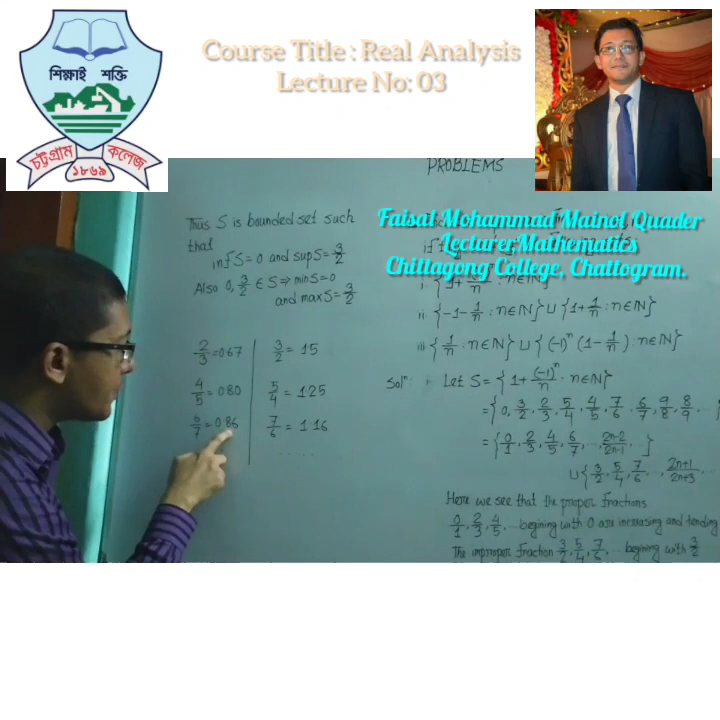 Course Title : Real Analysis
Lecture No: 03
শিক্ষাই শক্তি
চট্টগ্রাম কলেজ
১৮৬৯
PROBLEMS
Faisal Mohammad Mainol Quader
Lecturer, Mathematics
Chittagong College, Chattogram.
Thus S is bounded set such
that
inf S = 0 and sup S = 3/2
Also 0, 3/2 ∈ S ⇒ min S = 0
and max S = 3/2
2/3 = 0.67
3/2 = 1.5
4/5 = 0.80
5/4 = 1.25
= 0.86
7/6 = 1.16
. . . . .
ii {-1-1/n : n∈N} ∪ {1+1/n : n∈N}
iii {1/n : n∈N} ∪ {(-1)ⁿ (1-1/n) : n∈N}
Solⁿ: i. Let S = {1+(-1)ⁿ/n : n∈N}
= {0, 3/2, 2/3, 5/4, 4/5, 7/6, 6/7, 9/8, 8/9, ...
= {0/1, 2/3, 4/5, 6/7, ..., 2n-2/2n-1, ...}
∪ {3/2, 5/4, 7/6, ..., 2n+1/2n+3,
Here we see that the proper fractions
0/1, 2/3, 4/5, ... begining with 0 are increasing and tending
The improper fraction 3/2, 5/4, 7/6, ... begining with 3/2